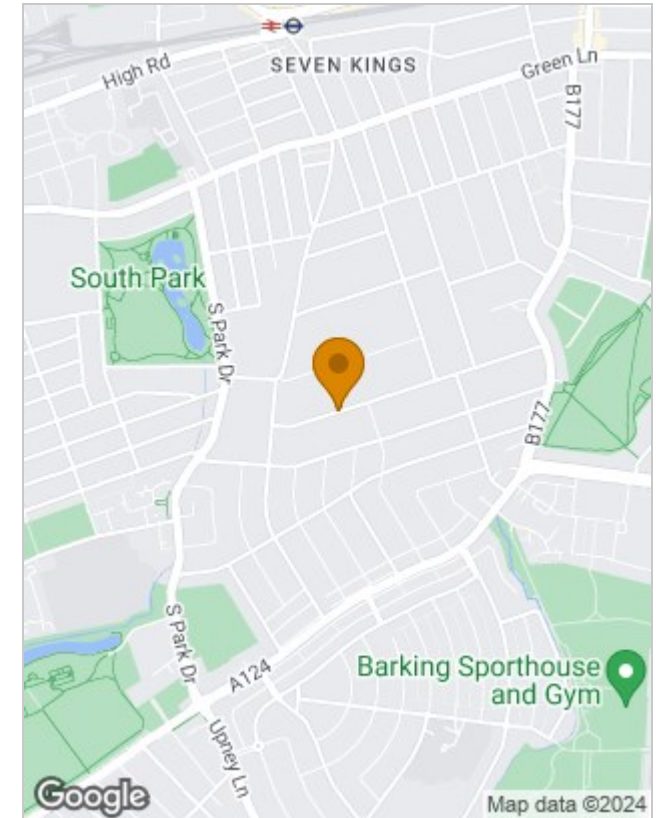 High Rd
SEVEN KINGS
Green Ln
B177
South Park
S Park Dr
B177
S Park Dr
A124
Upney Ln
Barking Sporthouse
and Gym
Google
Map data ©2024